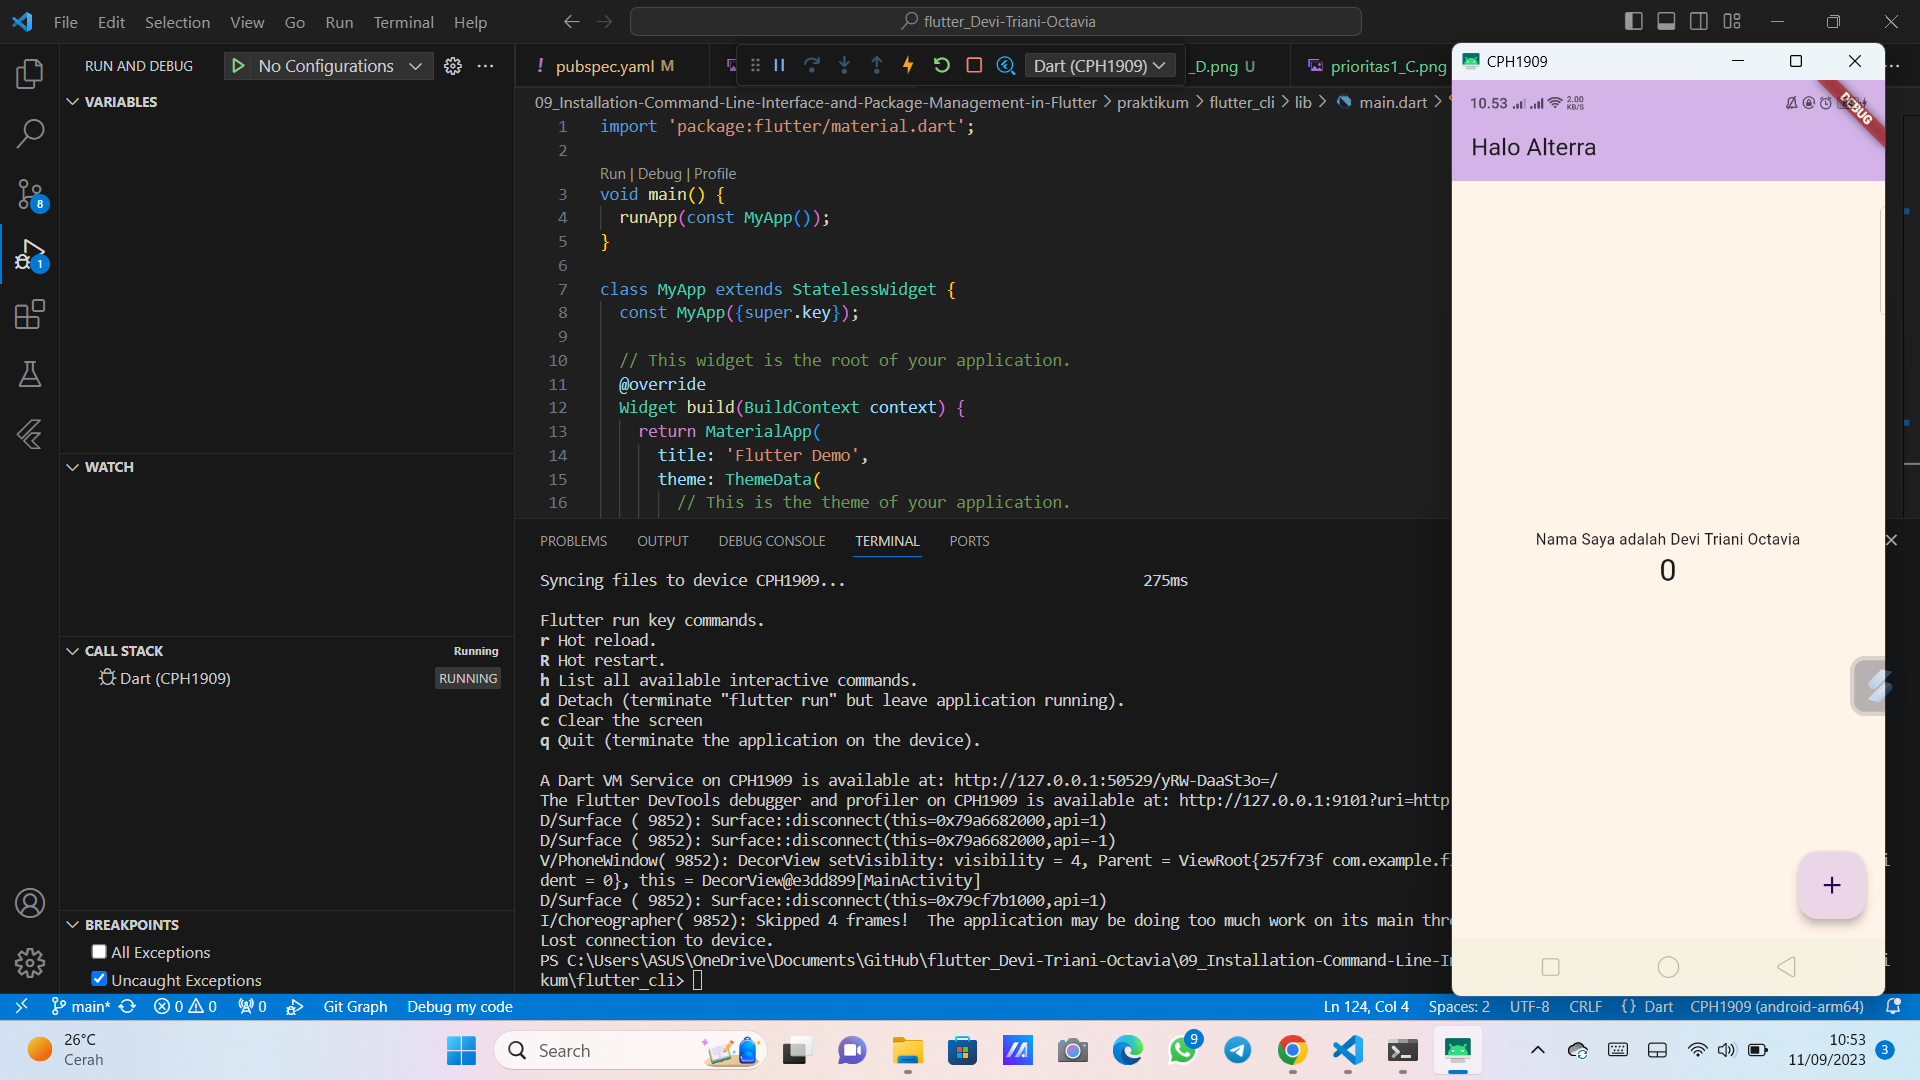 File Edit Selection View Go Run Terminal Help
flutter_Devi-Triani-Octavia
RUN AND DEBUG
No Configurations
pubspec.yaml M
Dart (CPH1909)
_D.png U
prioritas1_C.png
VARIABLES
WATCH
CALL STACK
Running
Dart (CPH1909)
RUNNING
BREAKPOINTS
All Exceptions
Uncaught Exceptions
8
1
09_Installation-Command-Line-Interface-and-Package-Management-in-Flutter > praktikum > flutter_cli > lib > main.dart >
1 import 'package:flutter/material.dart';
2
Run | Debug | Profile
3 void main() {
4 runApp(const MyApp());
5 }
6
7 class MyApp extends StatelessWidget {
8 const MyApp({super.key});
9
10 // This widget is the root of your application.
11 @override
12 Widget build(BuildContext context) {
13 return MaterialApp(
14 title: 'Flutter Demo',
15 theme: ThemeData(
16 // This is the theme of your application.
PROBLEMS OUTPUT DEBUG CONSOLE TERMINAL PORTS
Syncing files to device CPH1909... 275ms
Flutter run key commands.
r Hot reload.
R Hot restart.
h List all available interactive commands.
d Detach (terminate "flutter run" but leave application running).
c Clear the screen
q Quit (terminate the application on the device).
A Dart VM Service on CPH1909 is available at: http://127.0.0.1:50529/yRW-DaaSt3o=/
The Flutter DevTools debugger and profiler on CPH1909 is available at: http://127.0.0.1:9101?uri=http
D/Surface ( 9852): Surface::disconnect(this=0x79a6682000,api=1)
D/Surface ( 9852): Surface::disconnect(this=0x79a6682000,api=-1)
V/PhoneWindow( 9852): DecorView setVisiblity: visibility = 4, Parent = ViewRoot{257f73f com.example.f
dent = 0}, this = DecorView@e3dd899[MainActivity]
D/Surface ( 9852): Surface::disconnect(this=0x79cf7b1000,api=1)
I/Choreographer( 9852): Skipped 4 frames! The application may be doing too much work on its main thr
Lost connection to device.
PS C:\Users\ASUS\OneDrive\Documents\GitHub\flutter_Devi-Triani-Octavia\09_Installation-Command-Line-I
kum\flutter_cli>
CPH1909
10.53
2.00
KB/S
DEBUG
Halo Alterra
Nama Saya adalah Devi Triani Octavia
0
+
main* 0 0 0 Git Graph Debug my code
Ln 124, Col 4 Spaces: 2 UTF-8 CRLF {} Dart CPH1909 (android-arm64)
26°C
Cerah
Search
9
10:53
11/09/2023
3